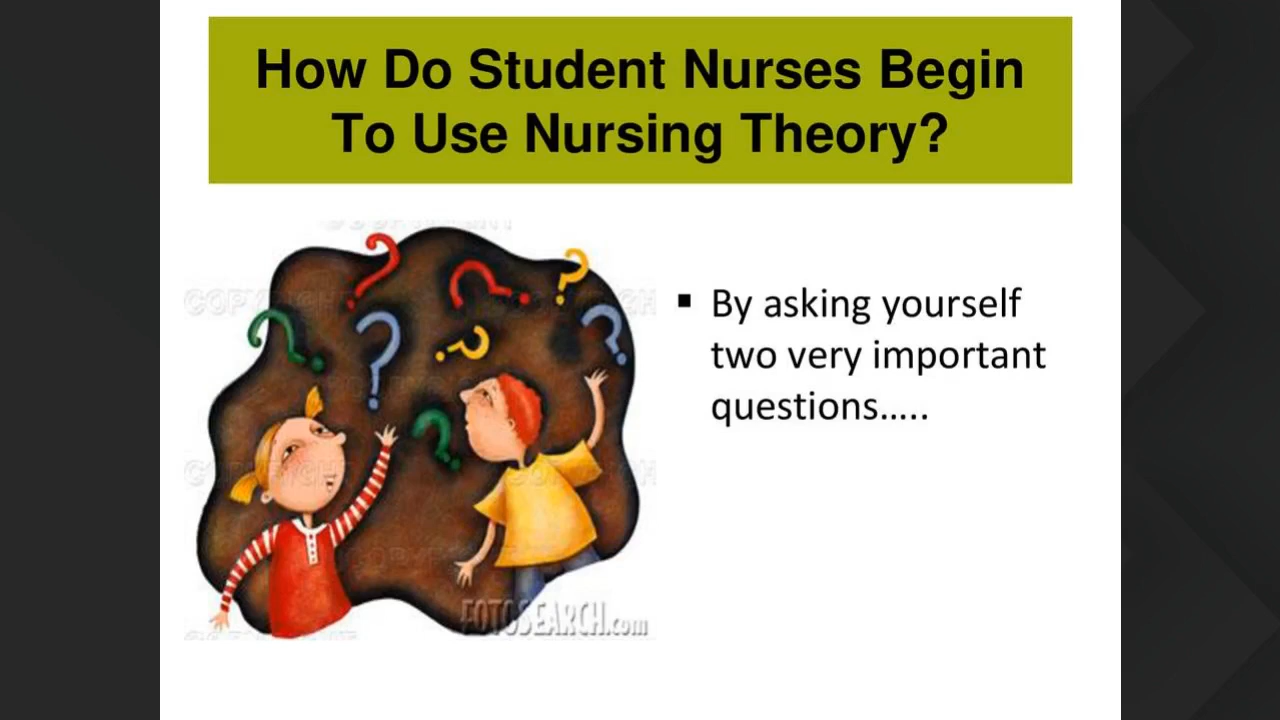 How Do Student Nurses Begin
To Use Nursing Theory?
▪ By asking yourself
two very important
questions.....
FOTOSEARCH.com